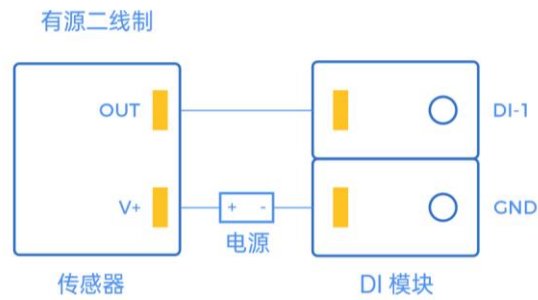 有源二线制
OUT
DI-1
V+
+ -
GND
电源
传感器
DI 模块